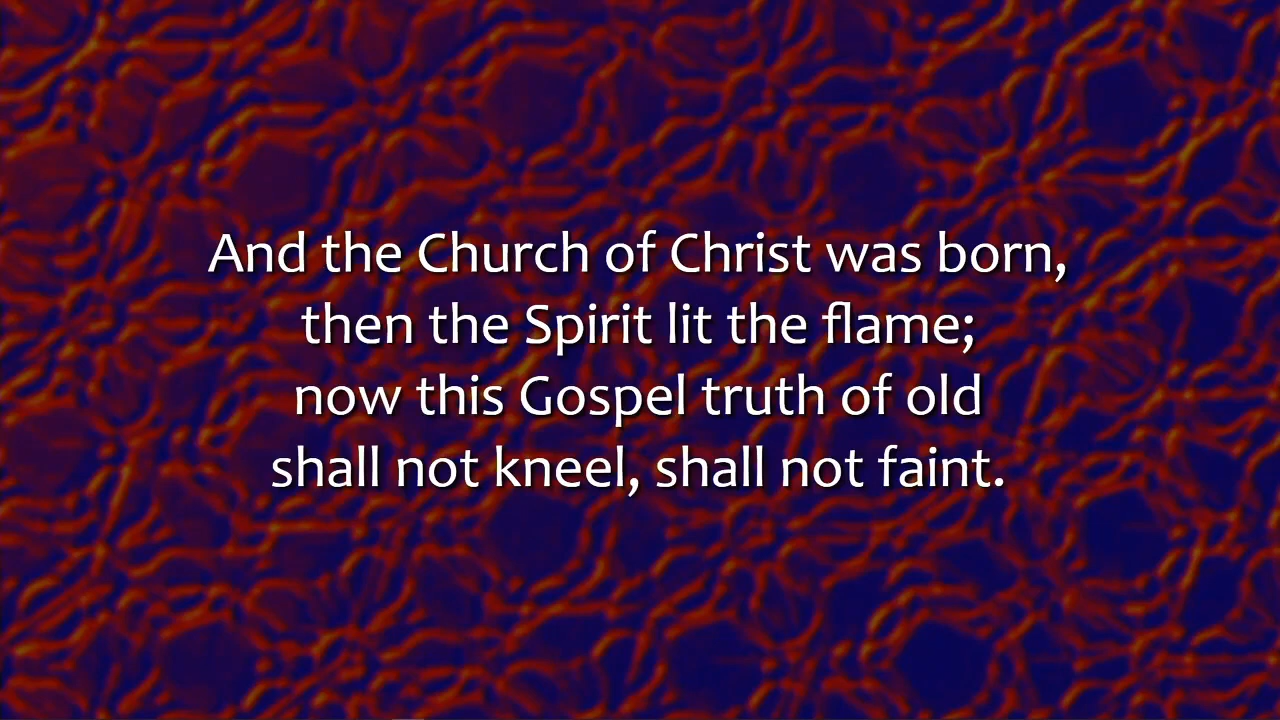 And the Church of Christ was born,
then the Spirit lit the flame;
now this Gospel truth of old
shall not kneel, shall not faint.